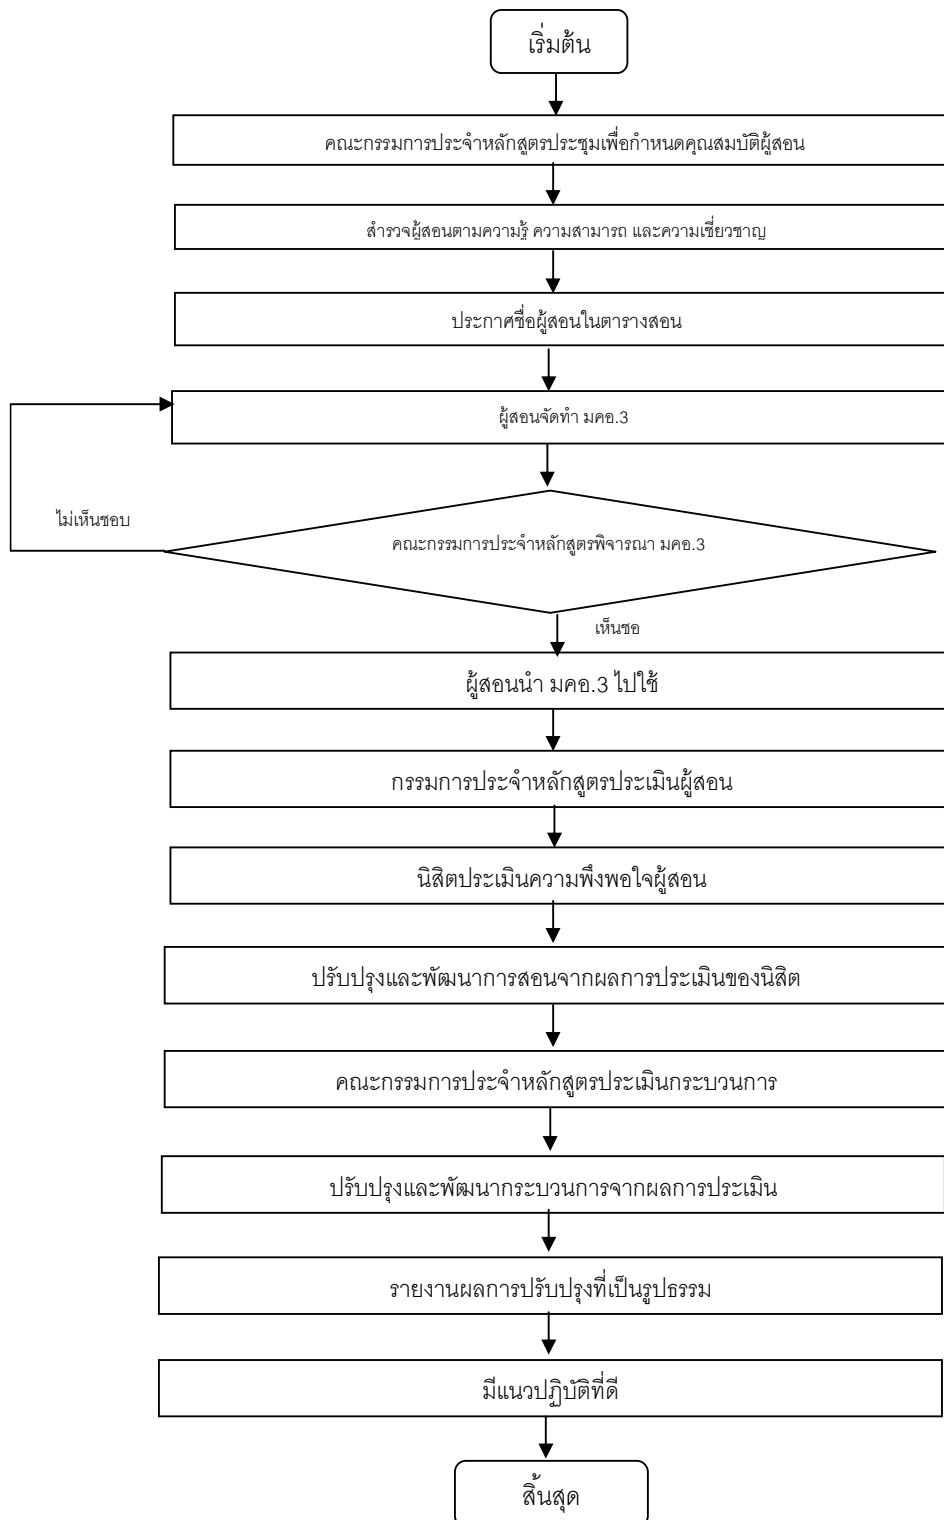 เริ่มต้น
คณะกรรมการประจำหลักสูตรประชุมเพื่อกำหนดคุณสมบัติผู้สอน
สำรวจผู้สอนตามความรู้ ความสามารถ และความเชี่ยวชาญ
ประกาศชื่อผู้สอนในตารางสอน
ผู้สอนจัดทำ มคอ.3
ไม่เห็นชอบ
คณะกรรมการประจำหลักสูตรพิจารณา มคอ.3
เห็นชอ
ผู้สอนนำ มคอ.3 ไปใช้
กรรมการประจำหลักสูตรประเมินผู้สอน
นิสิตประเมินความพึงพอใจผู้สอน
ปรับปรุงและพัฒนาการสอนจากผลการประเมินของนิสิต
คณะกรรมการประจำหลักสูตรประเมินกระบวนการ
ปรับปรุงและพัฒนากระบวนการจากผลการประเมิน
รายงานผลการปรับปรุงที่เป็นรูปธรรม
มีแนวปฏิบัติที่ดี
สิ้นสุด